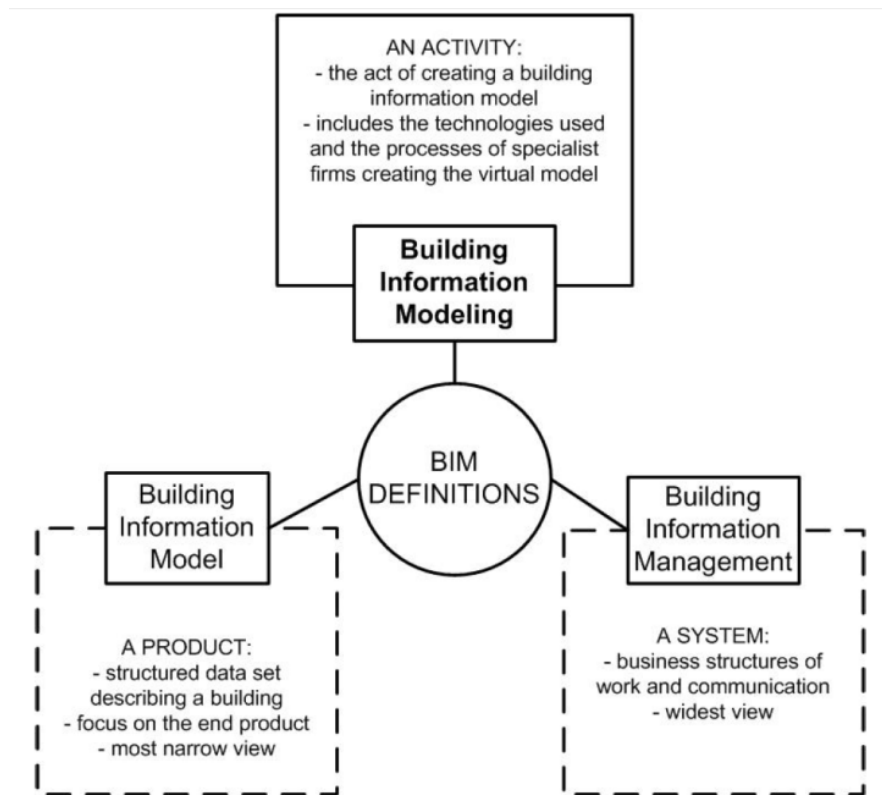 AN ACTIVITY:
- the act of creating a building
information model
- includes the technologies used
and the processes of specialist
firms creating the virtual model
Building
Information
Modeling
BIM
DEFINITIONS
Building
Information
Model
A PRODUCT:
- structured data set
describing a building
- focus on the end product
- most narrow view
Building
Information
Management
A SYSTEM:
- business structures of
work and communication
- widest view